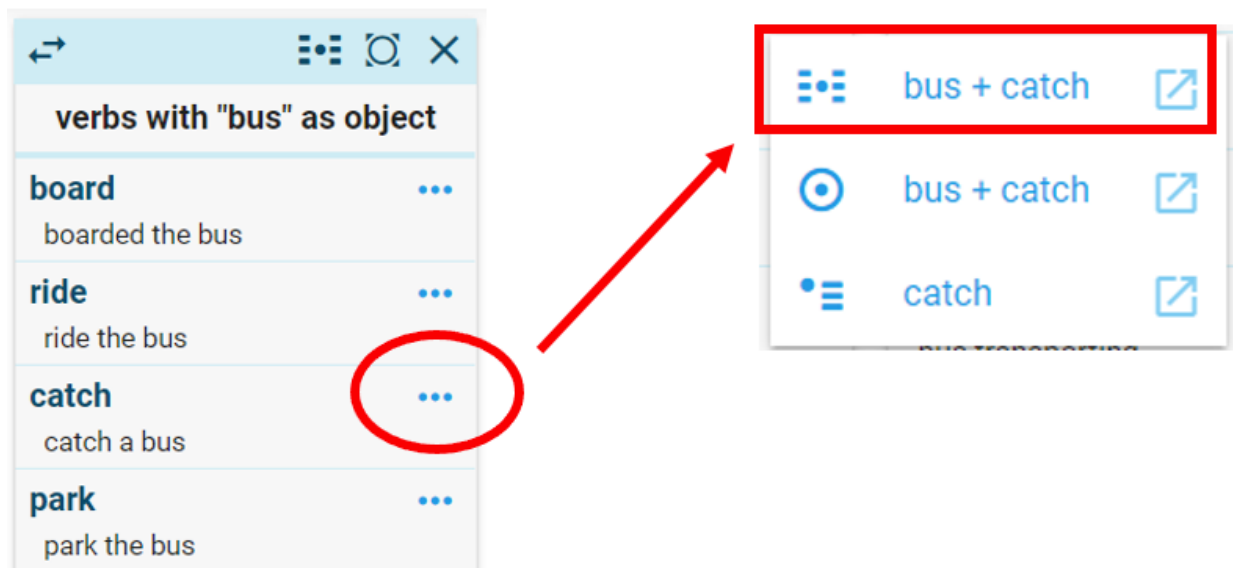 verbs with "bus" as object
board
boarded the bus
ride
ride the bus
catch
catch a bus
park
park the bus
bus + catch
bus + catch
catch